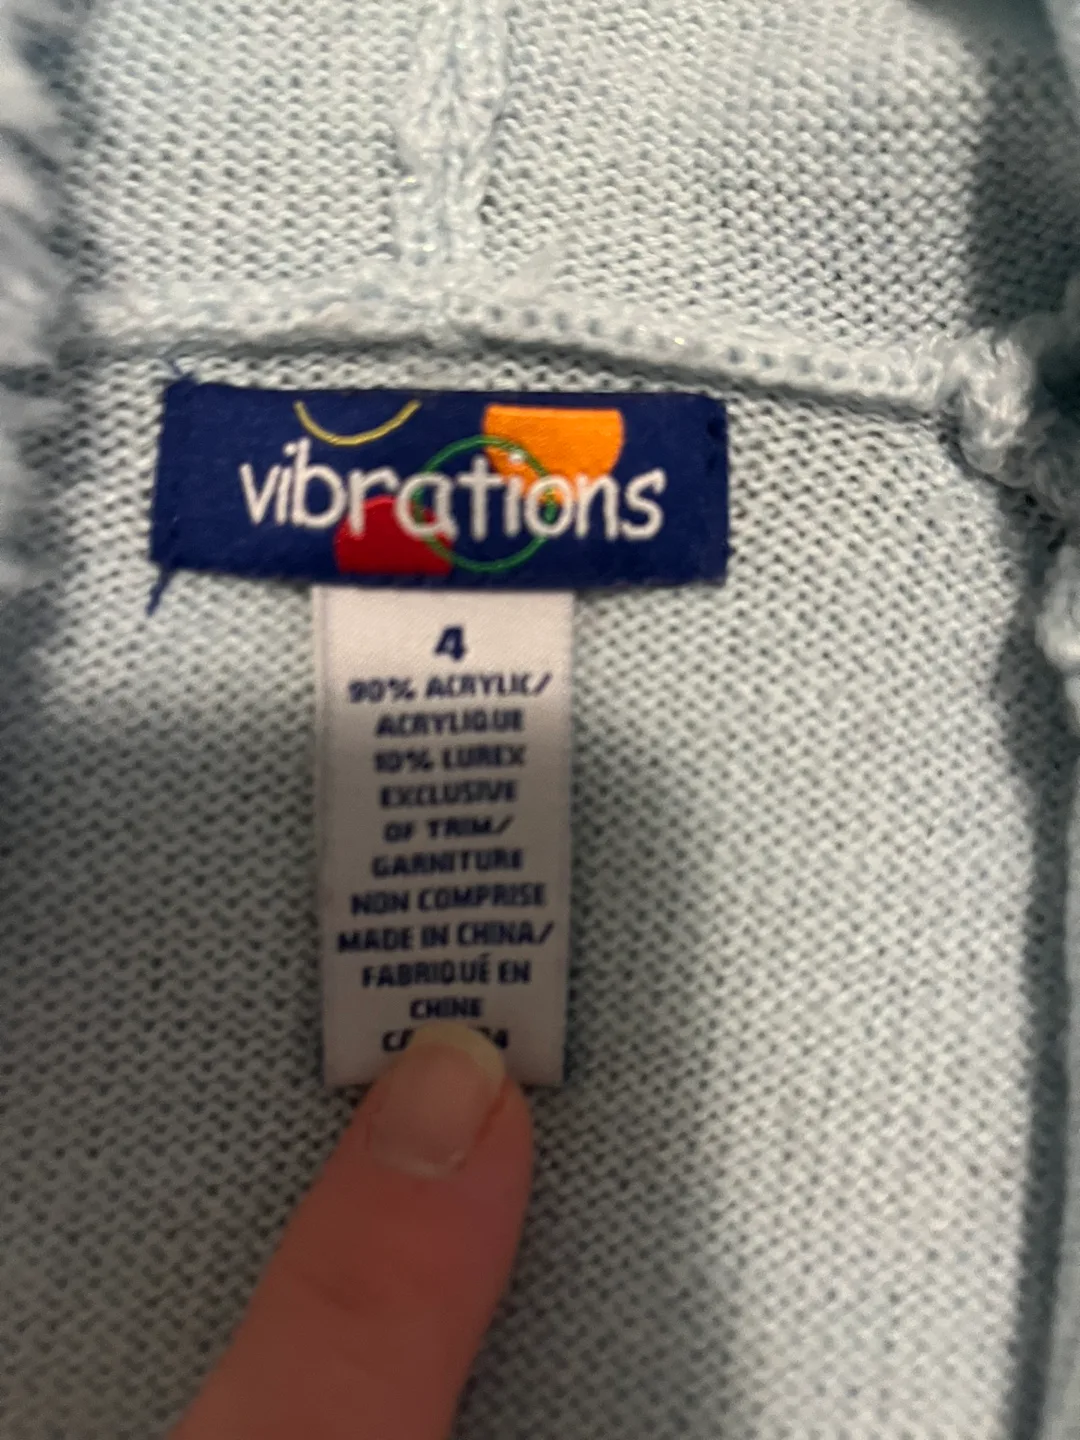 vibrations
4
90% ACRYLIC/
ACRYLIQUE
10% LUREX
EXCLUSIVE
OF TRIM/
GARNITURE
NON COMPRISE
MADE IN CHINA/
FABRIQUÉ EN
CHINE